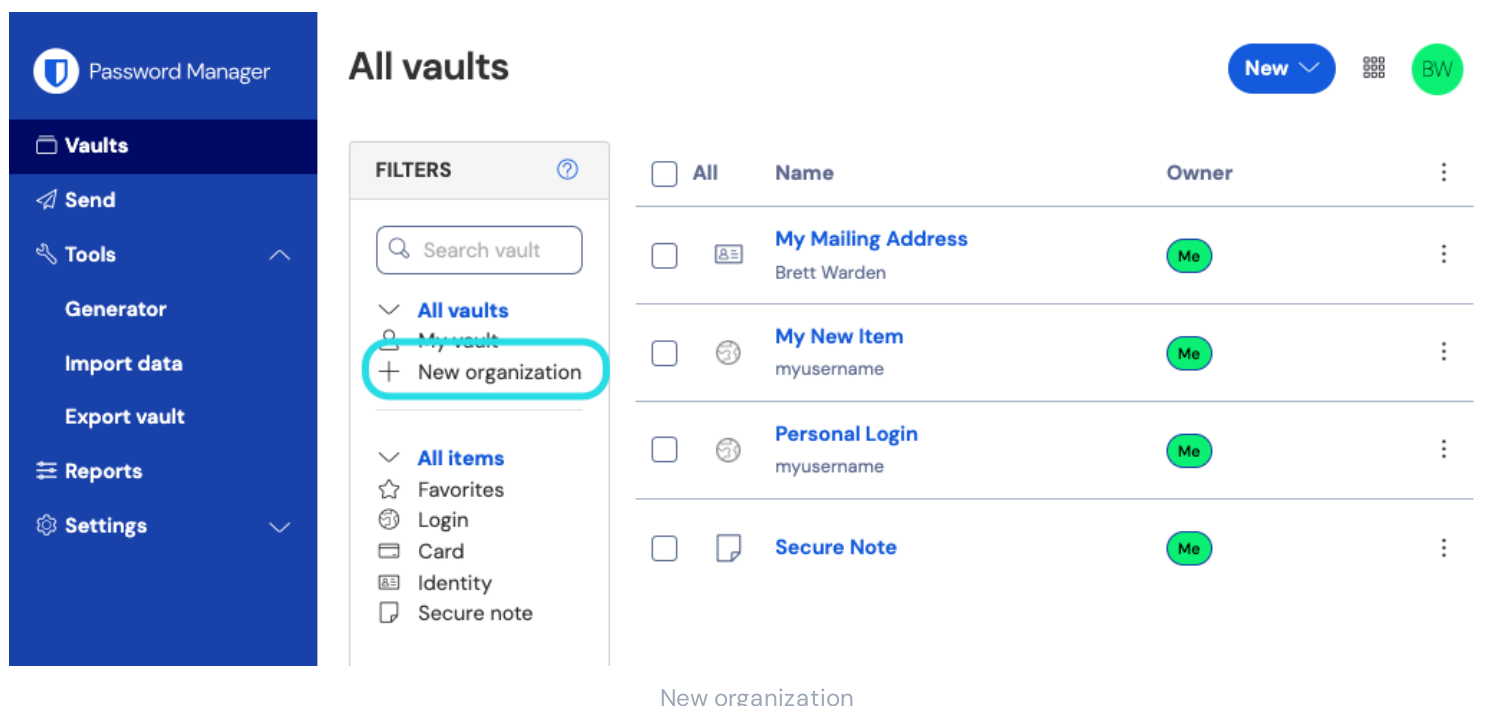 Password Manager
Vaults
Send
Tools
Generator
Import data
Export vault
Reports
Settings
All vaults
New
BW
FILTERS
Search vault
All vaults
My vault
New organization
All items
Favorites
Login
Card
Identity
Secure note
All Name Owner
My Mailing Address
Brett Warden
Me
My New Item
myusername
Me
Personal Login
myusername
Me
Secure Note
Me
New organization